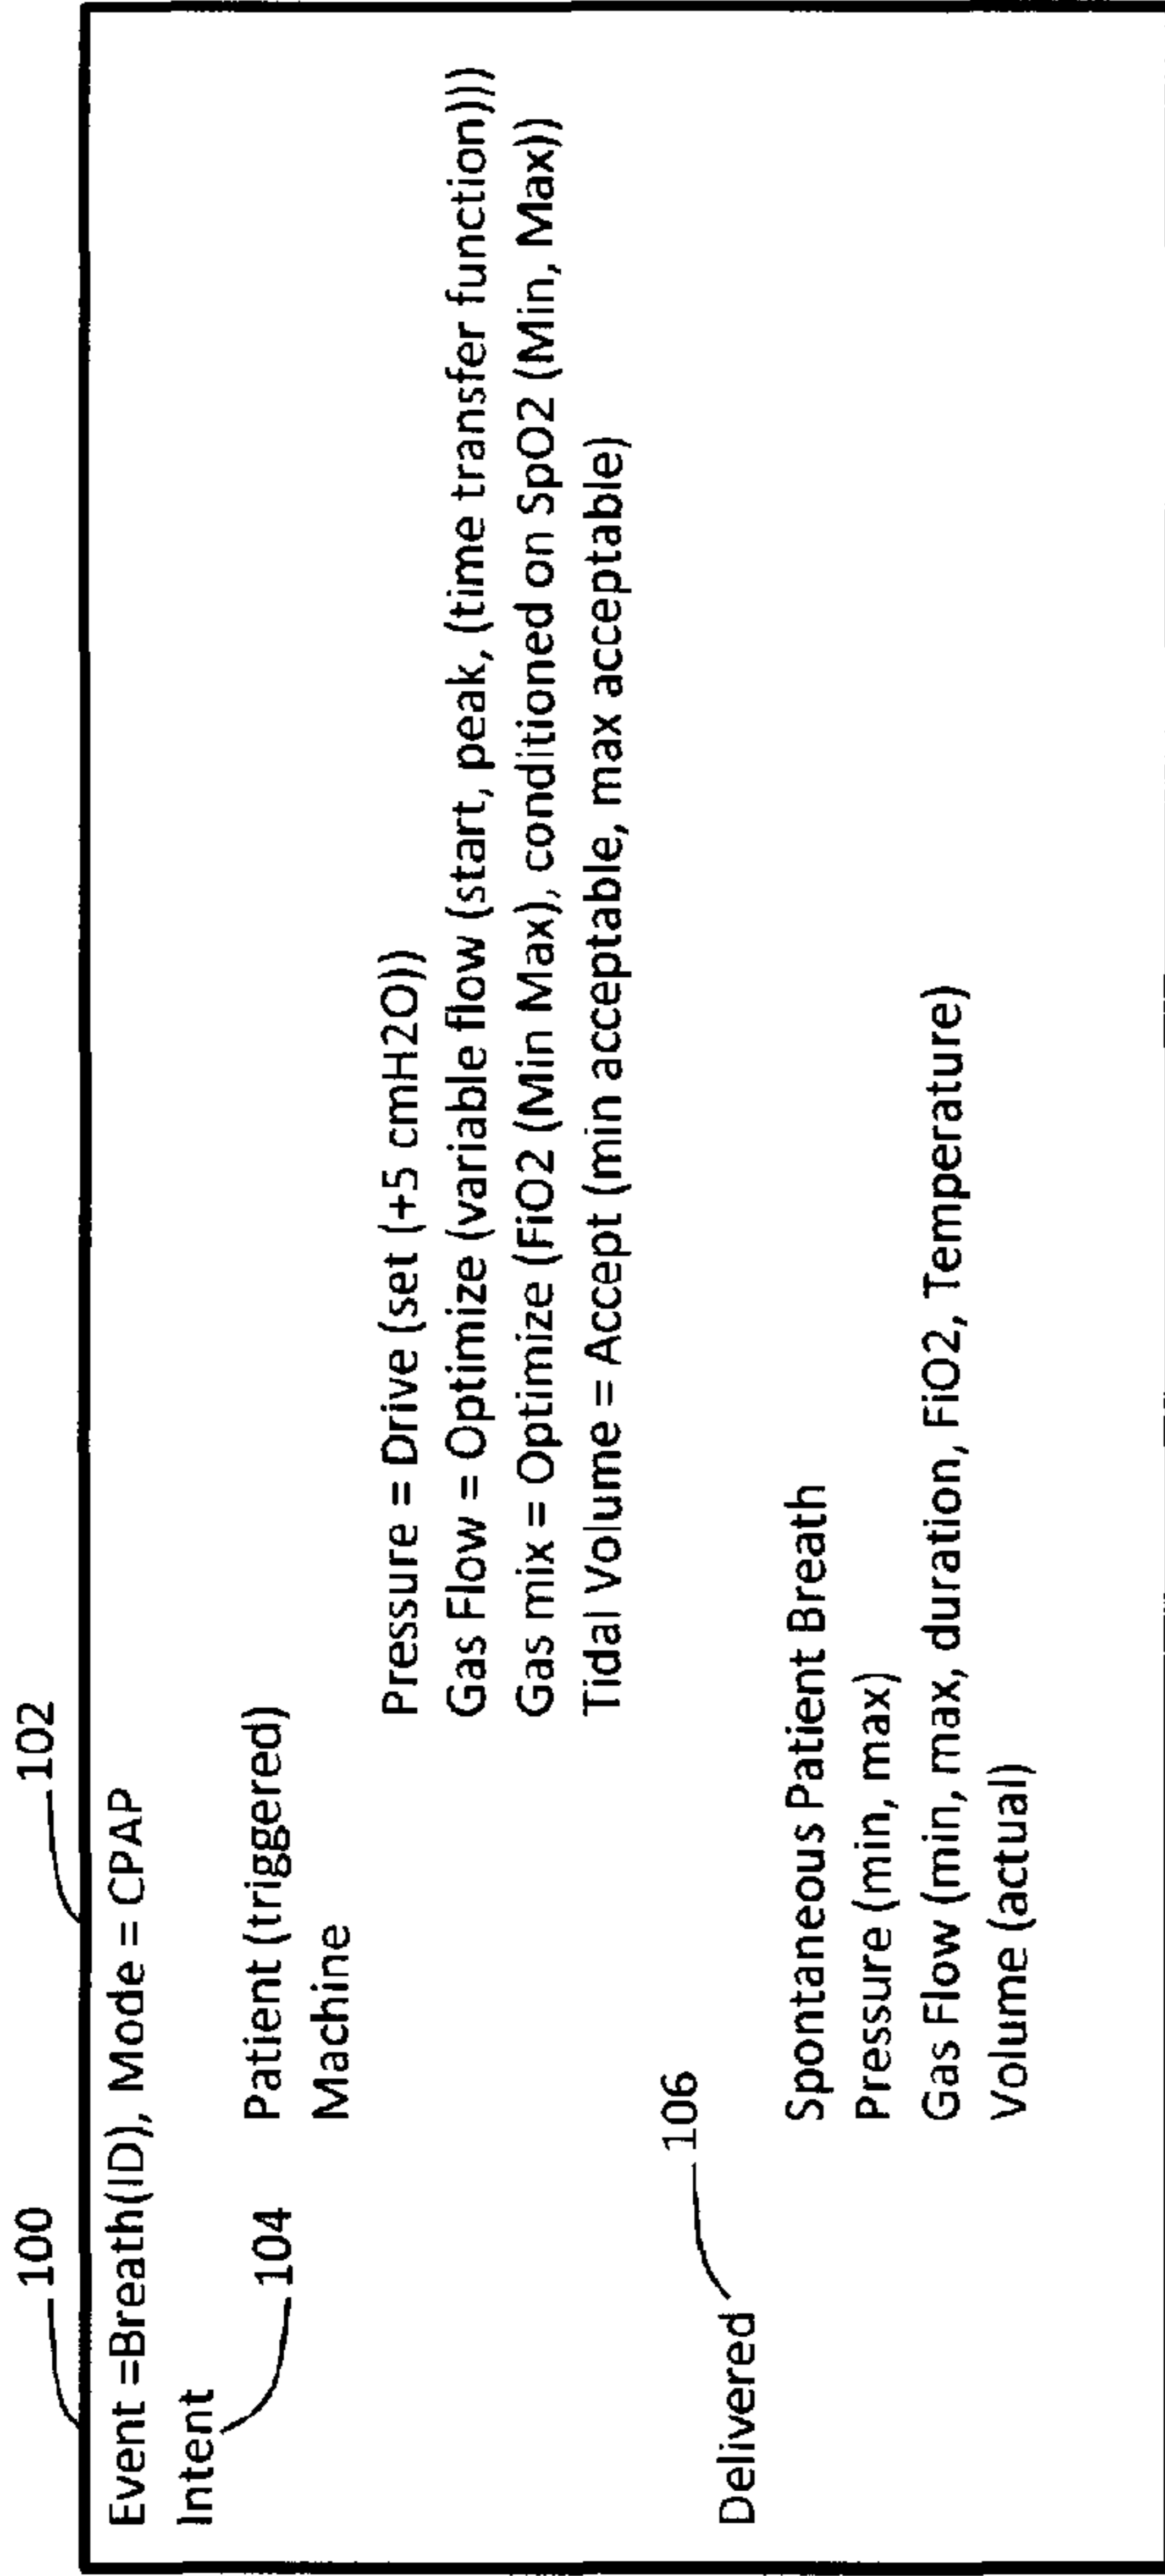 100
102
Event =Breath(ID), Mode = CPAP
Intent
104
Patient (triggered)
Machine
Pressure = Drive (set (+5 cmH2O))
Gas Flow = Optimize (variable flow (start, peak, (time transfer function))))
Gas mix = Optimize (FiO2 (Min Max), conditioned on SpO2 (Min, Max))
Tidal Volume = Accept (min acceptable, max acceptable)
Delivered
106
Spontaneous Patient Breath
Pressure (min, max)
Gas Flow (min, max, duration, FiO2, Temperature)
Volume (actual)